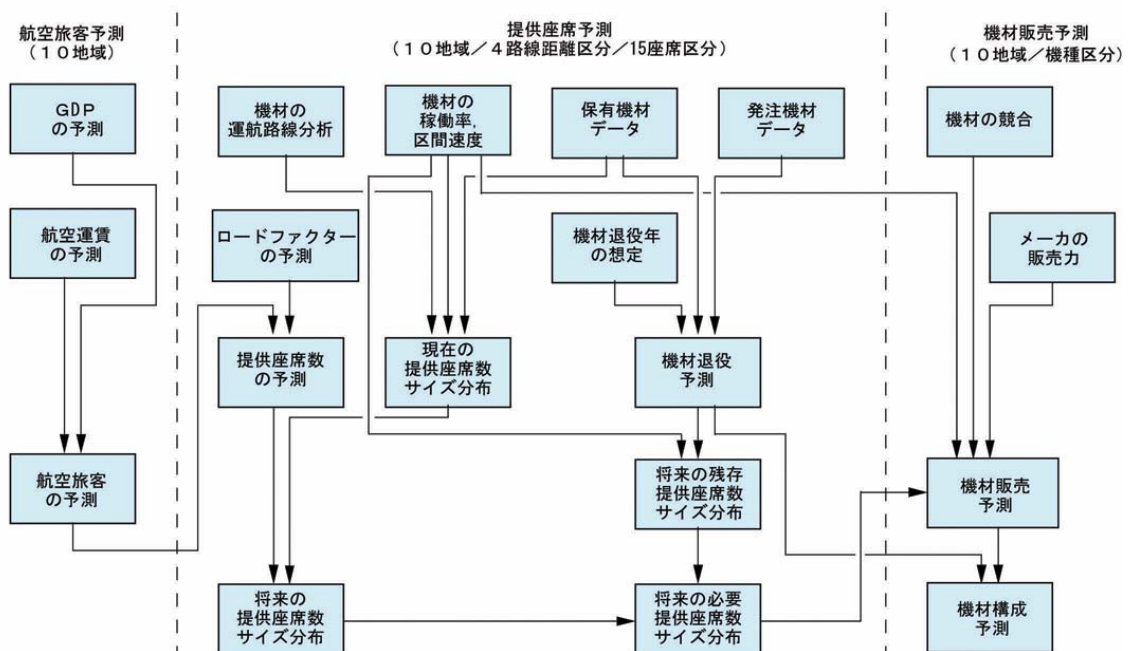 航空旅客予測
（１０地域）
提供座席予測
（１０地域／４路線距離区分／15座席区分）
機材販売予測
（１０地域／機種区分）
ＧＤＰ
の予測
機材の
運航路線分析
機材の
稼働率，
区間速度
保有機材
データ
発注機材
データ
機材の競合
航空運賃
の予測
ロードファクター
の予測
機材退役年
の想定
メーカの
販売力
提供座席数
の予測
現在の
提供座席数
サイズ分布
機材退役
予測
航空旅客
の予測
将来の残存
提供座席数
サイズ分布
機材販売
予測
将来の
提供座席数
サイズ分布
将来の必要
提供座席数
サイズ分布
機材構成
予測